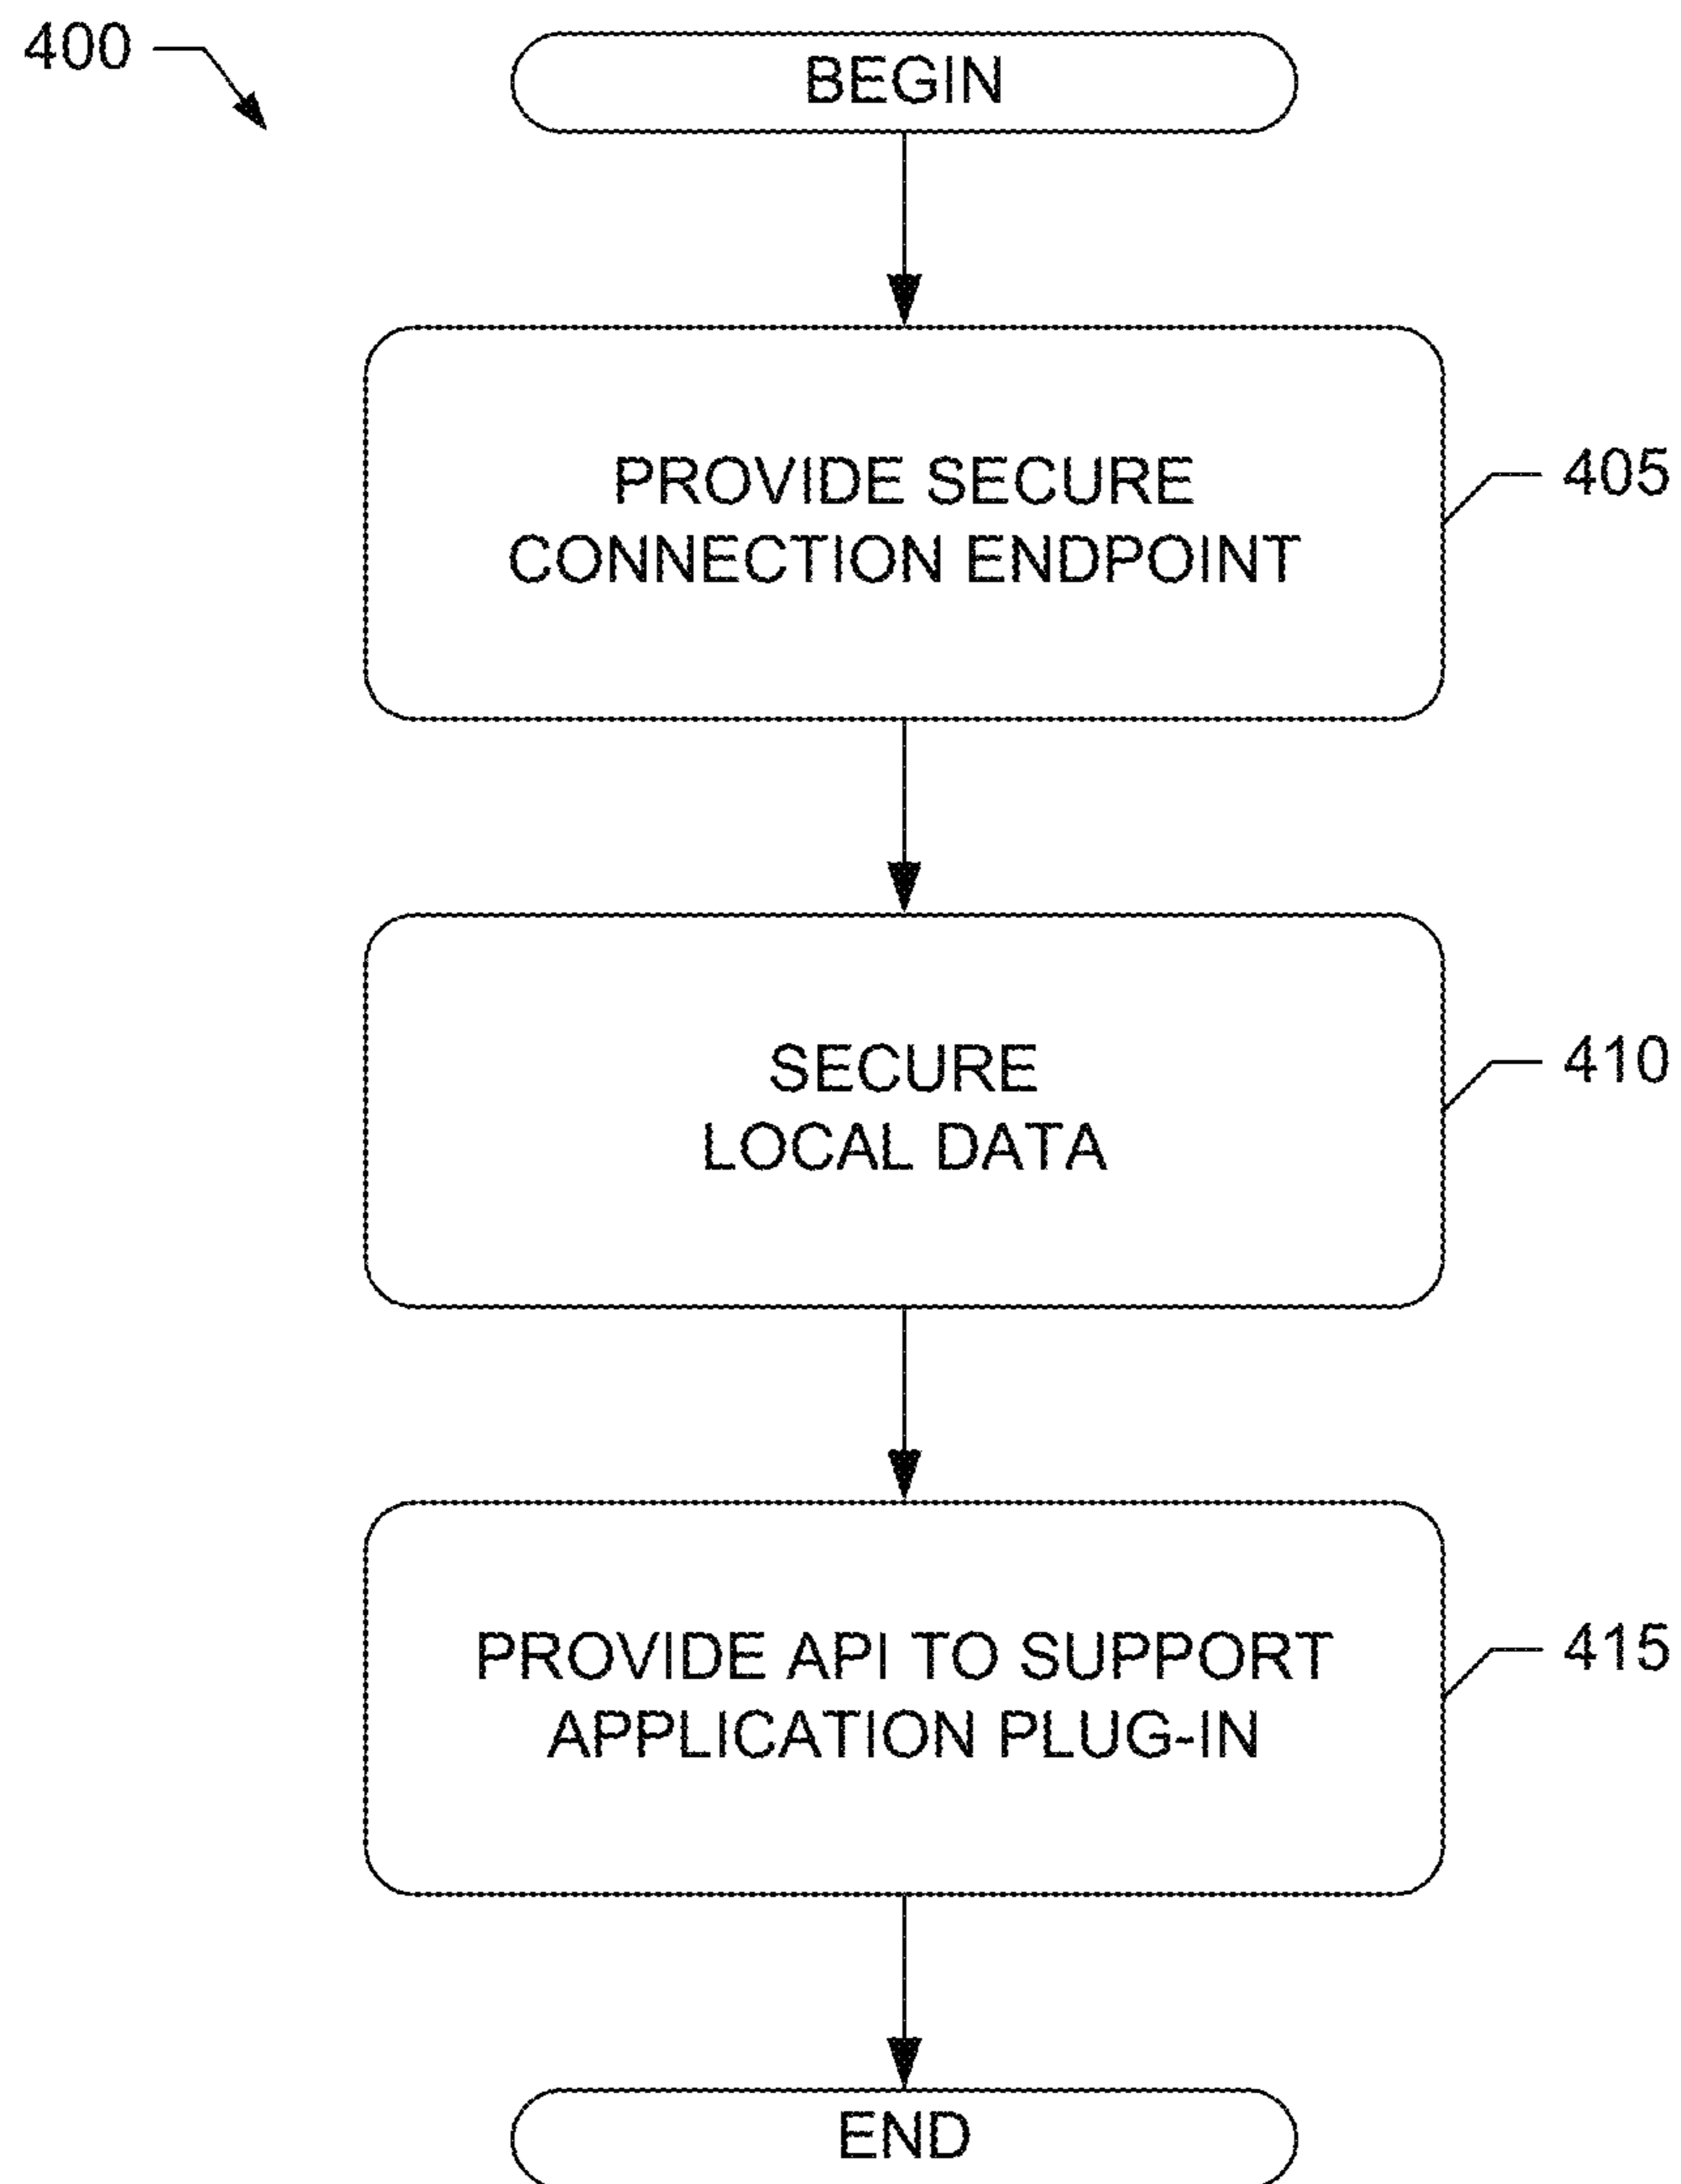 400
BEGIN
PROVIDE SECURE
CONNECTION ENDPOINT
405
SECURE
LOCAL DATA
410
PROVIDE API TO SUPPORT
APPLICATION PLUG-IN
415
END